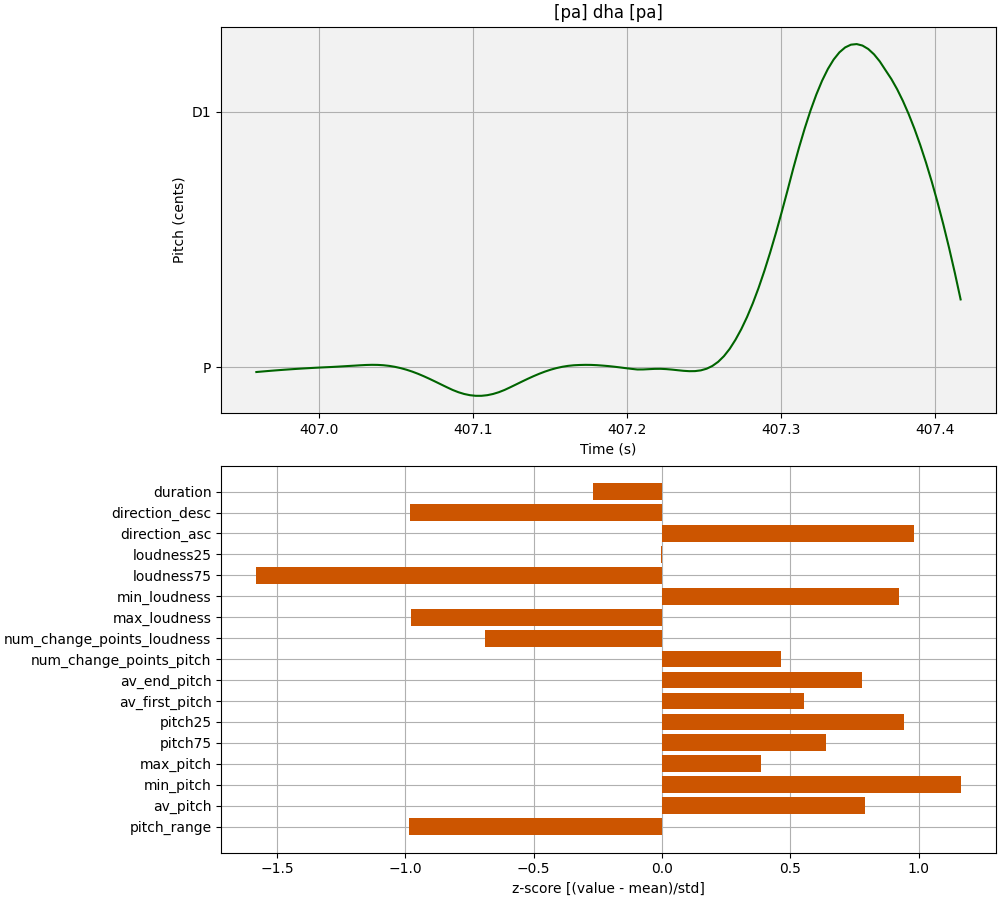 [pa] dha [pa]
D1
P
Pitch (cents)
407.0 407.1 407.2 407.3 407.4
Time (s)
duration
direction_desc
direction_asc
loudness25
loudness75
min_loudness
max_loudness
num_change_points_loudness
num_change_points_pitch
av_end_pitch
av_first_pitch
pitch25
pitch75
max_pitch
min_pitch
av_pitch
pitch_range
−1.5 −1.0 −0.5 0.0 0.5 1.0
z-score [(value - mean)/std]